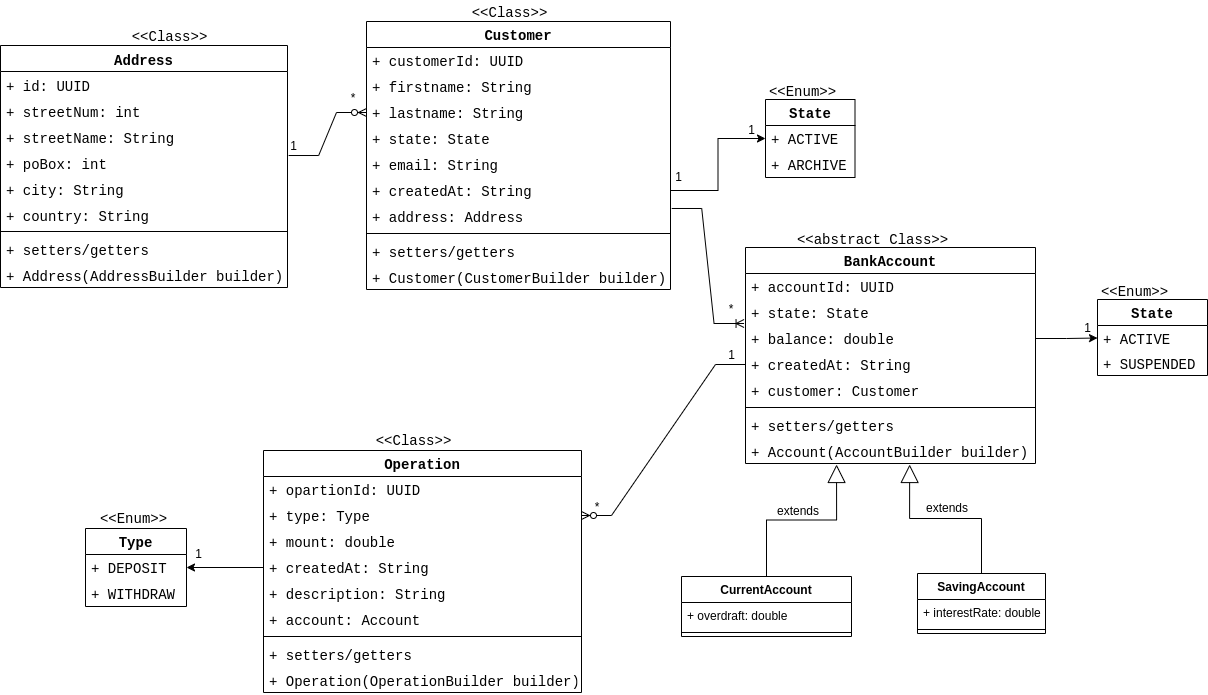 <<Class>>
Address
+ id: UUID
+ streetNum: int
+ streetName: String
+ poBox: int
+ city: String
+ country: String
+ setters/getters
+ Address(AddressBuilder builder)
1
*
<<Class>>
Customer
+ customerId: UUID
+ firstname: String
+ lastname: String
+ state: State
+ email: String
+ createdAt: String
+ address: Address
+ setters/getters
+ Customer(CustomerBuilder builder)
1
1
<<Enum>>
State
+ ACTIVE
+ ARCHIVE
*
<<abstract Class>>
BankAccount
+ accountId: UUID
+ state: State
+ balance: double
+ createdAt: String
+ customer: Customer
+ setters/getters
+ Account(AccountBuilder builder)
1
<<Enum>>
State
+ ACTIVE
+ SUSPENDED
1
*
<<Class>>
Operation
+ opartionId: UUID
+ type: Type
+ mount: double
+ createdAt: String
+ description: String
+ account: Account
+ setters/getters
+ Operation(OperationBuilder builder)
1
<<Enum>>
Type
+ DEPOSIT
+ WITHDRAW
extends
extends
CurrentAccount
+ overdraft: double
SavingAccount
+ interestRate: double